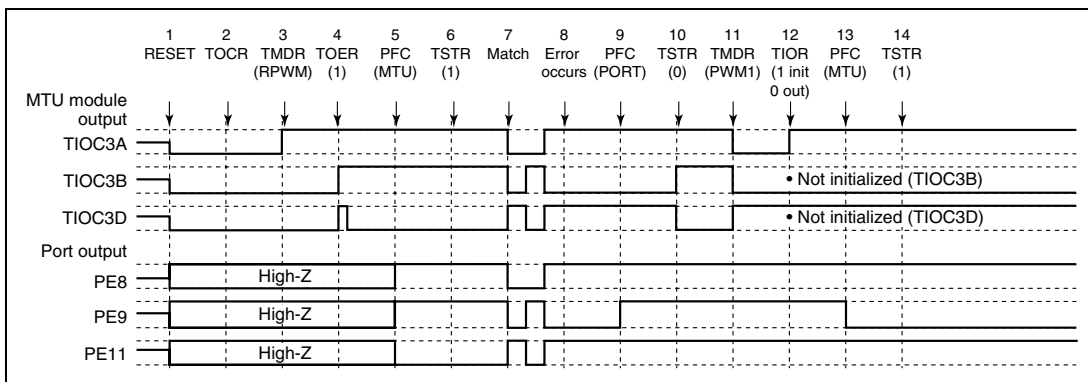 1 2 3 4 5 6 7 8 9 10 11 12 13 14
RESET TOCR TMDR TOER PFC TSTR Match Error PFC TSTR TMDR TIOR PFC TSTR
(RPWM) (1) (MTU) (1) occurs (PORT) (0) (PWM1) (1 init (MTU) (1)
0 out)
MTU module
output
TIOC3A
TIOC3B
• Not initialized (TIOC3B)
TIOC3D
• Not initialized (TIOC3D)
Port output
PE8
High-Z
PE9
High-Z
PE11
High-Z